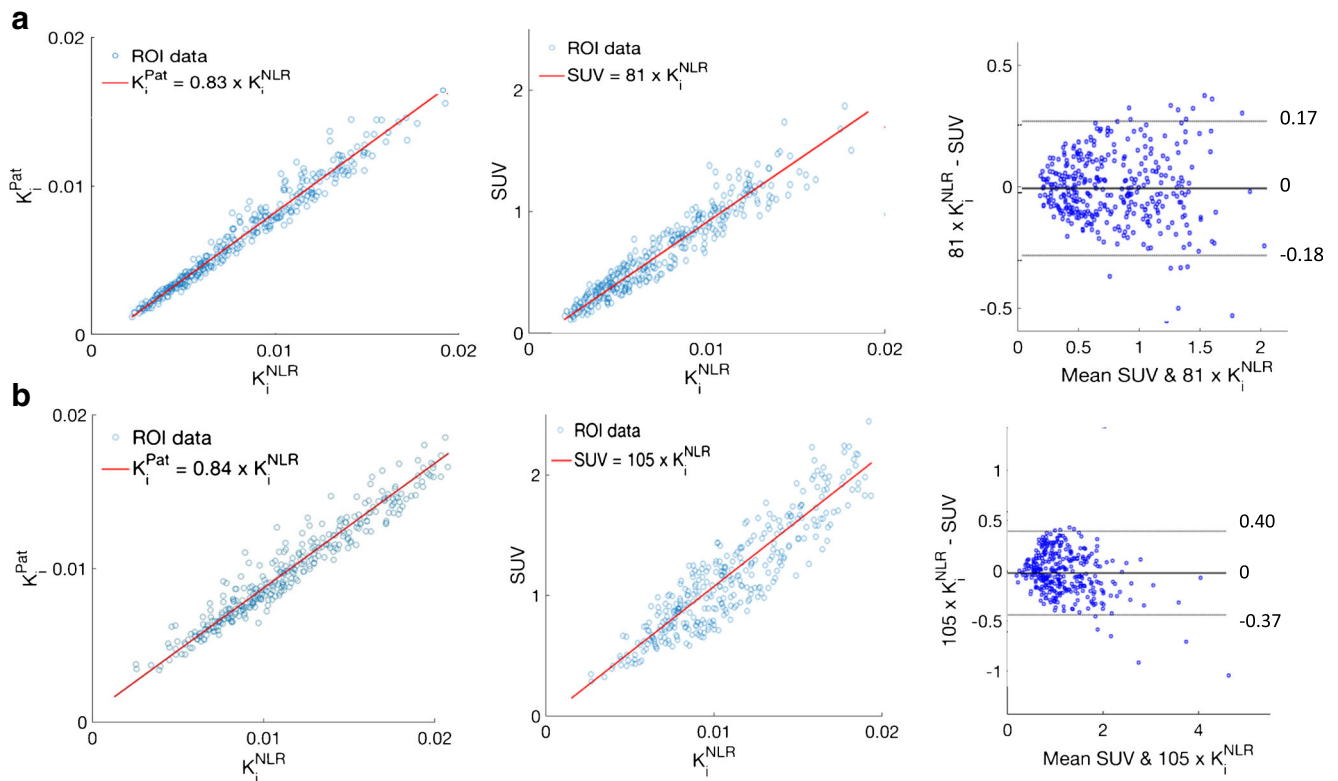 a
0.02
0.01
0
K_i^Pat
ROI data
K_i^Pat = 0.83 x K_i^NLR
0 0.01 0.02
K_i^NLR
2
1
0
SUV
ROI data
SUV = 81 x K_i^NLR
0 0.01 0.02
K_i^NLR
0.5
0
-0.5
81 x K_i^NLR - SUV
0.17
0
-0.18
0 0.5 1 1.5 2
Mean SUV & 81 x K_i^NLR
b
0.02
0.01
0
K_i^Pat
ROI data
K_i^Pat = 0.84 x K_i^NLR
0 0.01 0.02
K_i^NLR
2
1
0
SUV
ROI data
SUV = 105 x K_i^NLR
0 0.01 0.02
K_i^NLR
1
0.5
0
-0.5
-1
105 x K_i^NLR - SUV
0.40
0
-0.37
0 2 4
Mean SUV & 105 x K_i^NLR